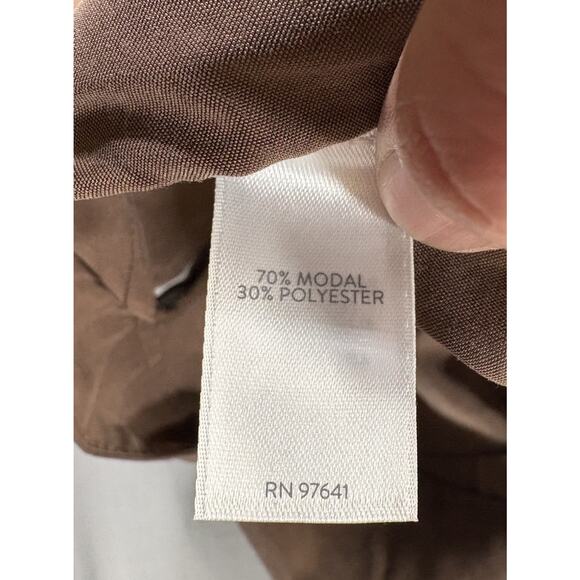 70% MODAL
30% POLYESTER
RN 97641